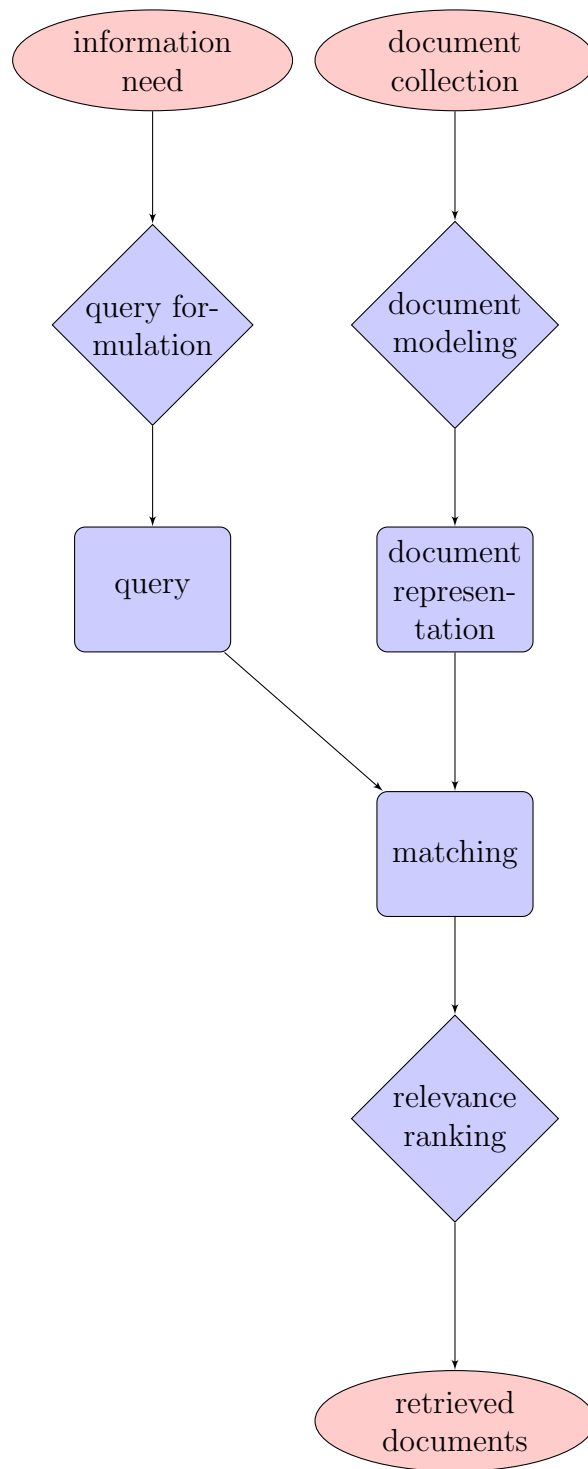 information
need
document
collection
query for-
mulation
document
modeling
query
document
represen-
tation
matching
relevance
ranking
retrieved
documents